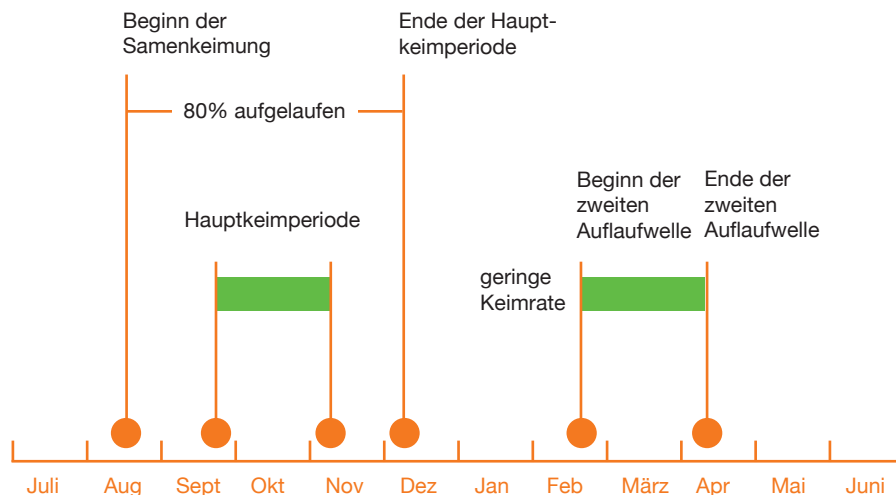 Beginn der
Samenkeimung
Ende der Haupt-
keimperiode
80% aufgelaufen
Hauptkeimperiode
Beginn der
zweiten
Auflaufwelle
Ende der
zweiten
Auflaufwelle
geringe
Keimrate
Juli Aug Sept Okt Nov Dez Jan Feb März Apr Mai Juni